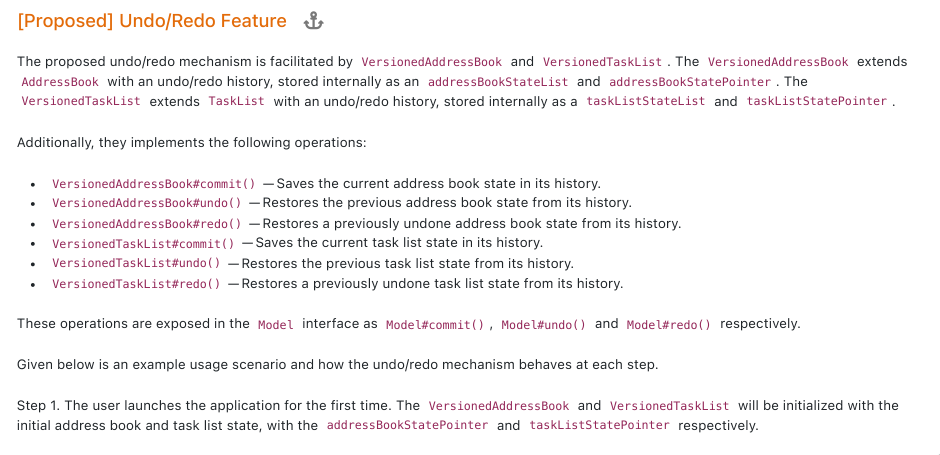 [Proposed] Undo/Redo Feature
The proposed undo/redo mechanism is facilitated by VersionedAddressBook and VersionedTaskList . The VersionedAddressBook extends
AddressBook with an undo/redo history, stored internally as an addressBookStateList and addressBookStatePointer . The
VersionedTaskList extends TaskList with an undo/redo history, stored internally as a taskListStateList and taskListStatePointer .
Additionally, they implements the following operations:
• VersionedAddressBook#commit() — Saves the current address book state in its history.
• VersionedAddressBook#undo() — Restores the previous address book state from its history.
• VersionedAddressBook#redo() — Restores a previously undone address book state from its history.
• VersionedTaskList#commit() — Saves the current task list state in its history.
• VersionedTaskList#undo() — Restores the previous task list state from its history.
• VersionedTaskList#redo() — Restores a previously undone task list state from its history.
These operations are exposed in the Model interface as Model#commit() , Model#undo() and Model#redo() respectively.
Given below is an example usage scenario and how the undo/redo mechanism behaves at each step.
Step 1. The user launches the application for the first time. The VersionedAddressBook and VersionedTaskList will be initialized with the
initial address book and task list state, with the addressBookStatePointer and taskListStatePointer respectively.